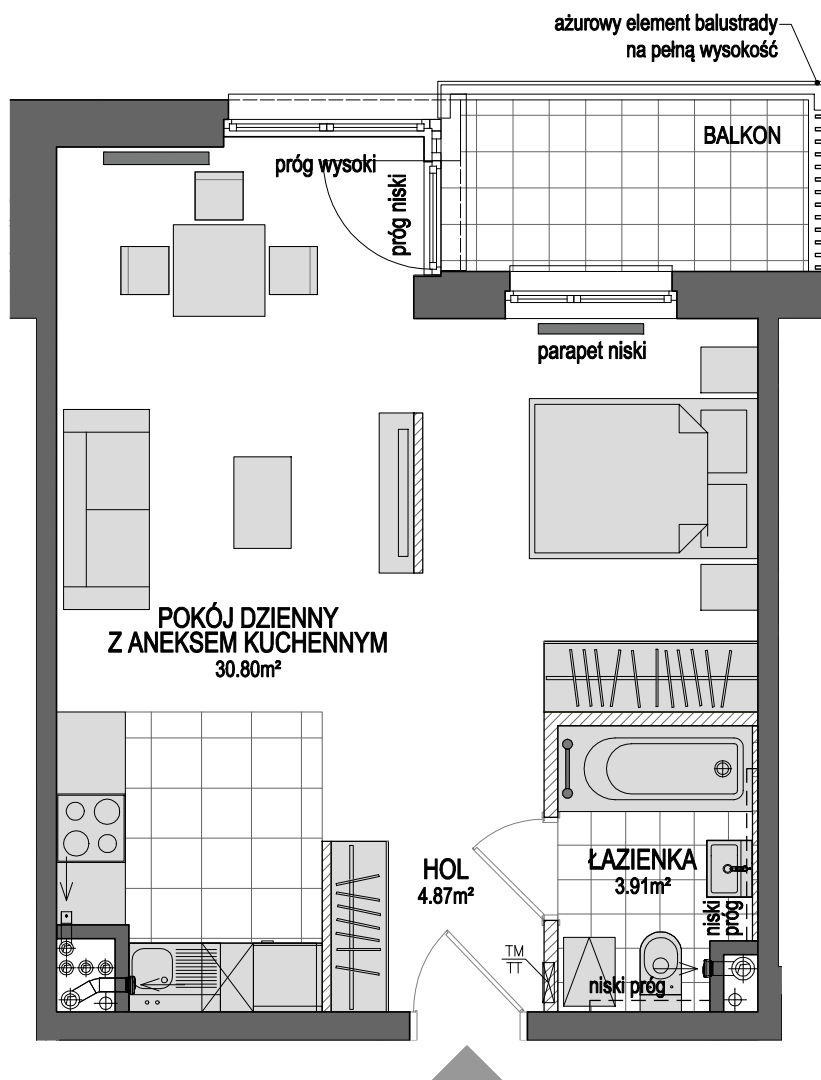 ażurowy element balustrady
na pełną wysokość
BALKON
próg wysoki
próg niski
parapet niski
POKÓJ DZIENNY
Z ANEKSEM KUCHENNYM
30.80m²
HOL
4.87m²
ŁAZIENKA
3.91m²
niski
próg
TM
TT
niski próg